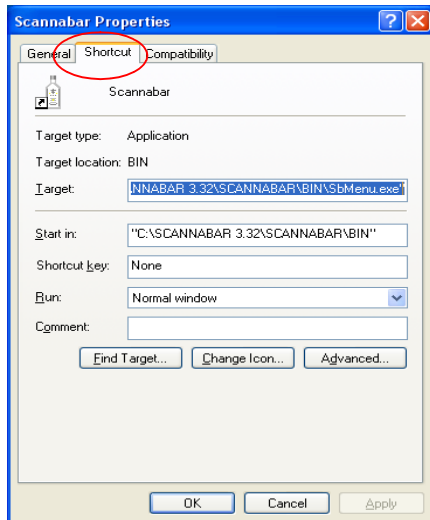 Scannabar Properties
General Shortcut Compatibility
Scannabar
Target type: Application
Target location: BIN
Target: .NNABAR 3.32\SCANNABAR\BIN\SbMenu.exe"
Start in: "C:\SCANNABAR 3.32\SCANNABAR\BIN"
Shortcut key: None
Run: Normal window
Comment:
Find Target... Change Icon... Advanced...
OK Cancel Apply